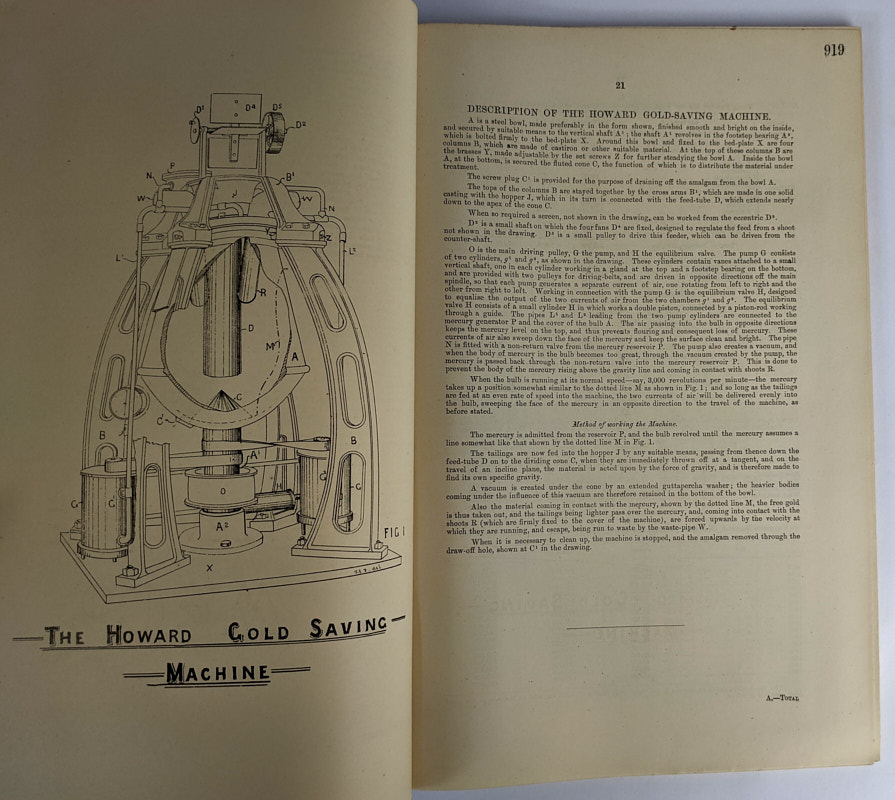 D¹
D⁴
D⁵
D²
P
N
B¹
J
W
W
N
Z
L¹
L²
R
D
M
A
C
C¹
B
B
A¹
G
G
G
G
O
A²
X
FIG 1
THE HOWARD GOLD SAVING
MACHINE
919
21
DESCRIPTION OF THE HOWARD GOLD-SAVING MACHINE.
A is a steel bowl, made preferably in the form shown, finished smooth and bright on the inside,
and secured by suitable means to the vertical shaft A¹; the shaft A¹ revolves in the footstep bearing A²,
which is bolted firmly to the bed-plate X. Around this bowl and fixed to the bed-plate X are four
columns B, which are made of castiron or other suitable material. At the top of these columns B are
the brasses Y, made adjustable by the set screws Z for further steadying the bowl A. Inside the bowl
A, at the bottom, is secured the fluted cone C, the function of which is to distribute the material under
treatment.
The screw plug C¹ is provided for the purpose of draining off the amalgam from the bowl A.
The tops of the columns B are stayed together by the cross arms B¹, which are made in one solid
casting with the hopper J, which in its turn is connected with the feed-tube D, which extends nearly
down to the apex of the cone C.
When so required a screen, not shown in the drawing, can be worked from the eccentric D⁵.
D² is a small shaft on which the four fans D⁴ are fixed, designed to regulate the feed from a shoot
not shown in the drawing. D² is a small pulley to drive this feeder, which can be driven from the
counter-shaft.
O is the main driving pulley, G the pump, and H the equilibrium valve. The pump G consists
of two cylinders, g¹ and g², as shown in the drawing. These cylinders contain vanes attached to a small
vertical shaft, one in each cylinder working in a gland at the top and a footstep bearing on the bottom,
and are provided with two pulleys for driving-belts, and are driven in opposite directions off the main
spindle, so that each pump generates a separate current of air, one rotating from left to right and the
other from right to left. Working in connection with the pump G is the equilibrium valve H, designed
to equalise the output of the two currents of air from the two chambers g¹ and g². The equilibrium
valve H consists of a small cylinder H in which works a double piston, connected by a piston-rod working
through a guide. The pipes L¹ and L² leading from the two pump cylinders are connected to the
mercury generator P and the cover of the bulb A. The air passing into the bulb in opposite directions
keeps the mercury level on the top, and thus prevents flouring and consequent loss of mercury. These
currents of air also sweep down the face of the mercury and keep the surface clean and bright. The pipe
N is fitted with a non-return valve from the mercury reservoir P. The pump also creates a vacuum, and
when the body of mercury in the bulb becomes too great, through the vacuum created by the pump, the
mercury is passed back through the non-return valve into the mercury reservoir P. This is done to
prevent the body of mercury rising above the gravity line and coming in contact with shoots R.
When the bulb is running at its normal speed—say, 3,000 revolutions per minute—the mercury
takes up a position somewhat similar to the dotted line M as shown in Fig. 1; and so long as the tailings
are fed at an even rate of speed into the machine, the two currents of air will be delivered evenly into
the bulb, sweeping the face of the mercury in an opposite direction to the travel of the machine, as
before stated.
Method of working the Machine.
The mercury is admitted from the reservoir P, and the bulb revolved until the mercury assumes a
line somewhat like that shown by the dotted line M in Fig. 1.
The tailings are now fed into the hopper J by any suitable means, passing from thence down the
feed-tube D on to the dividing cone C, when they are immediately thrown off at a tangent, and on the
travel of an incline plane, the material is acted upon by the force of gravity, and is therefore made to
find its own specific gravity.
A vacuum is created under the cone by an extended guttapercha washer; the heavier bodies
coming under the influence of this vacuum are therefore retained in the bottom of the bowl.
Also the material coming in contact with the mercury, shown by the dotted line M, the free gold
is thus taken out, and the tailings being lighter pass over the mercury, and, coming into contact with the
shoots R (which are firmly fixed to the cover of the machine), are forced upwards by the velocity at
which they are running, and escape, being run to waste by the waste-pipe W.
When it is necessary to clean up, the machine is stopped, and the amalgam removed through the
draw-off hole, shown at C¹ in the drawing.
A.—TOTAL